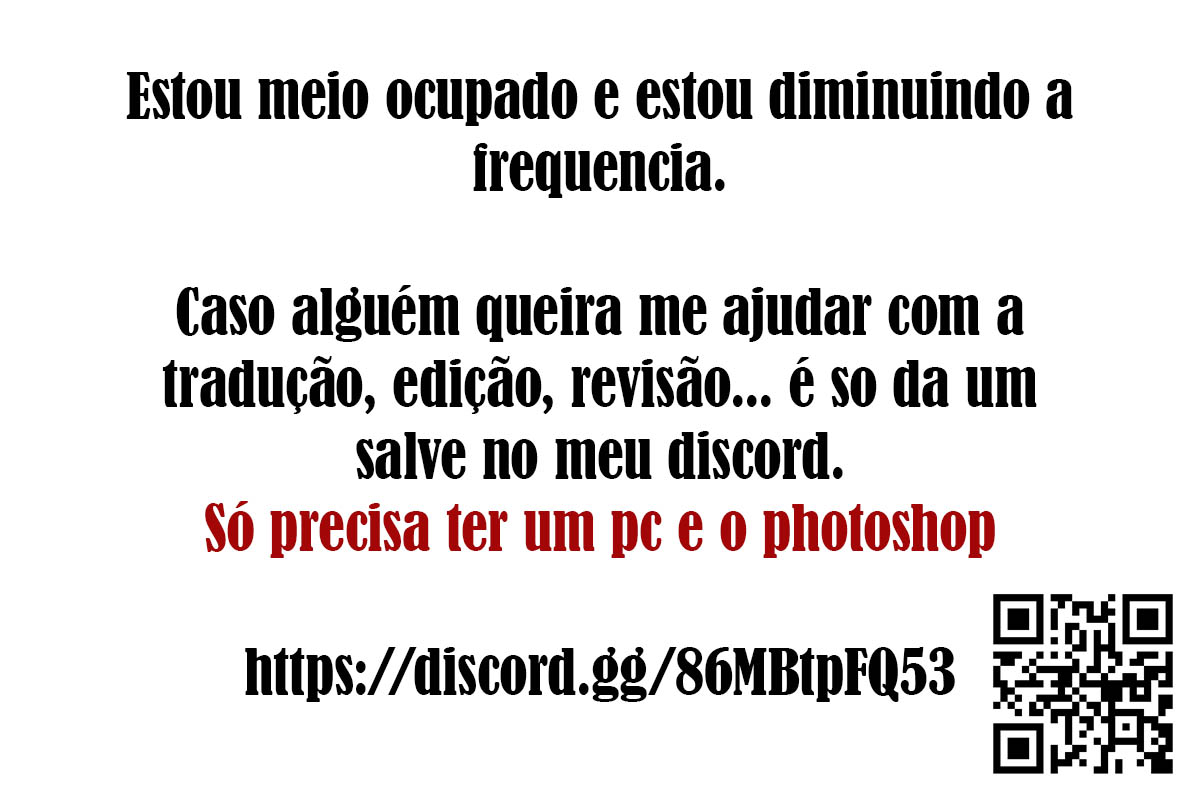 Estou meio ocupado e estou diminuindo a
frequencia.
Caso alguém queira me ajudar com a
tradução, edição, revisão... é so da um
salve no meu discord.
Só precisa ter um pc e o photoshop
https://discord.gg/86MBtpFQ53